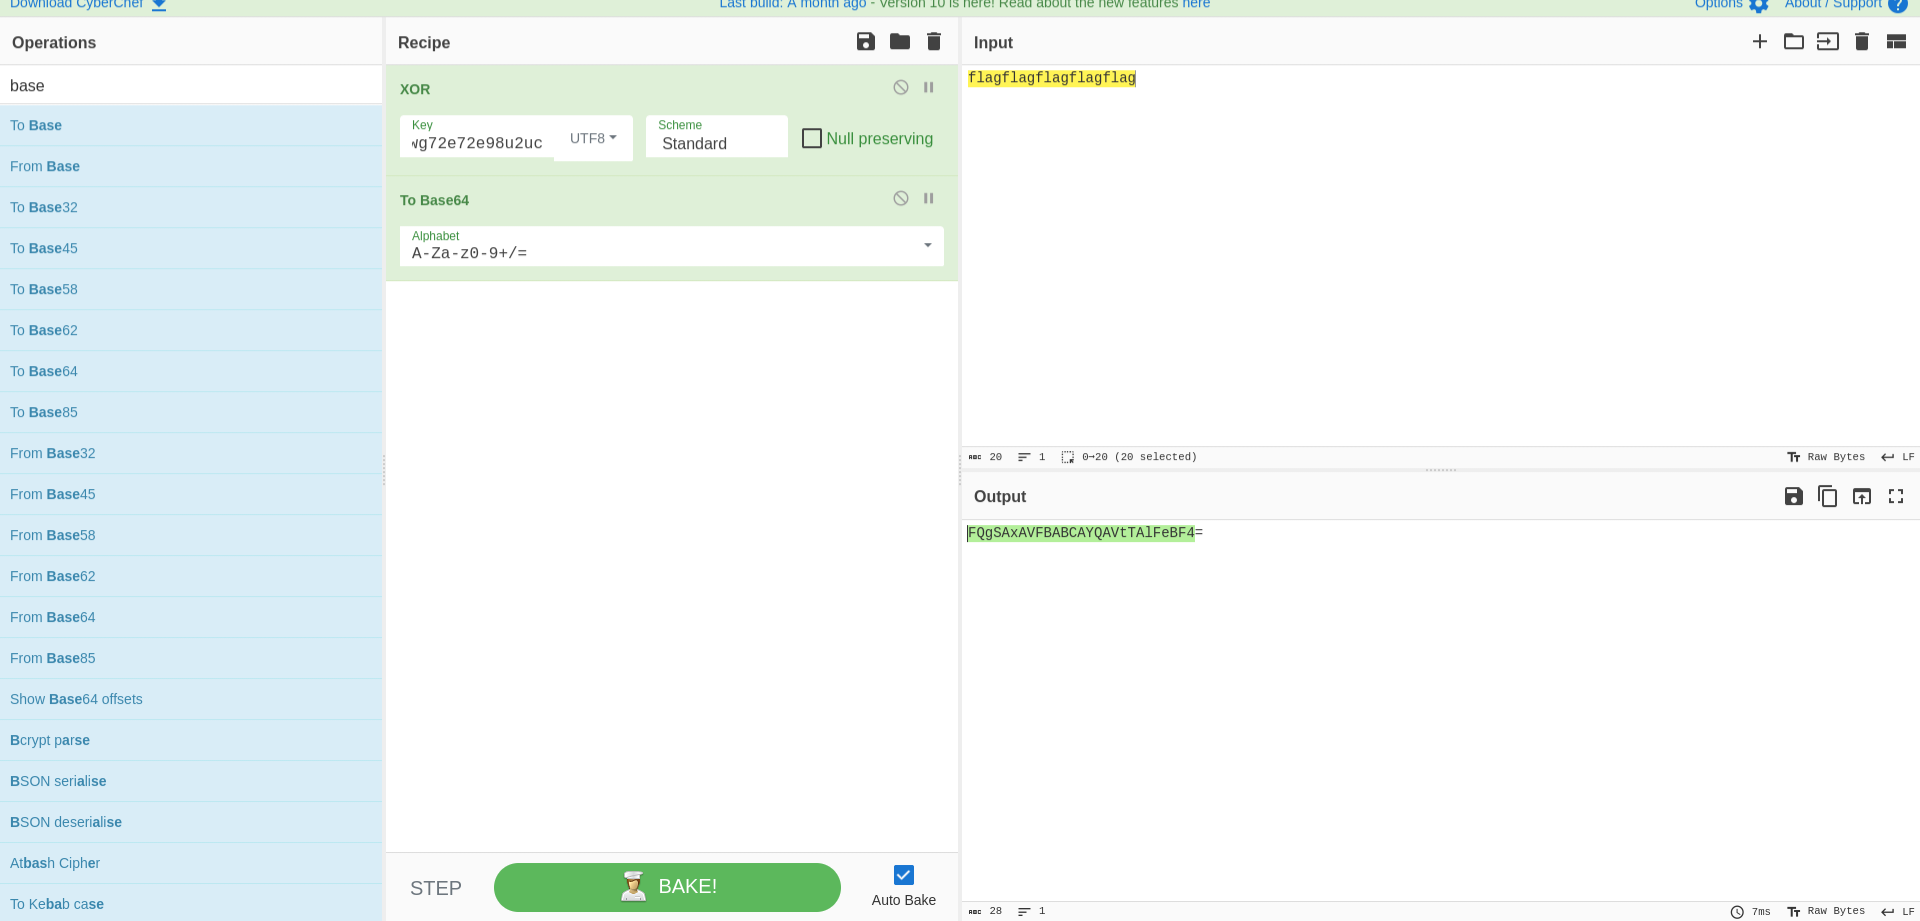 Download CyberChef
Last build: A month ago - Version 10 is here! Read about the new features here
Options
About / Support
Operations
base
To Base
From Base
To Base32
To Base45
To Base58
To Base62
To Base64
To Base85
From Base32
From Base45
From Base58
From Base62
From Base64
From Base85
Show Base64 offsets
Bcrypt parse
BSON serialise
BSON deserialise
Atbash Cipher
To Kebab case
Recipe
XOR
Key
vg72e72e98u2uc
UTF8
Scheme
Standard
Null preserving
To Base64
Alphabet
A-Za-z0-9+/=
STEP
BAKE!
Auto Bake
Input
flagflagflagflagflag
ABC 20
1
0→20 (20 selected)
Raw Bytes
LF
Output
FQgSAxAVFBABCAYQAVtTAlFeBF4=
ABC 28
1
7ms
Raw Bytes
LF